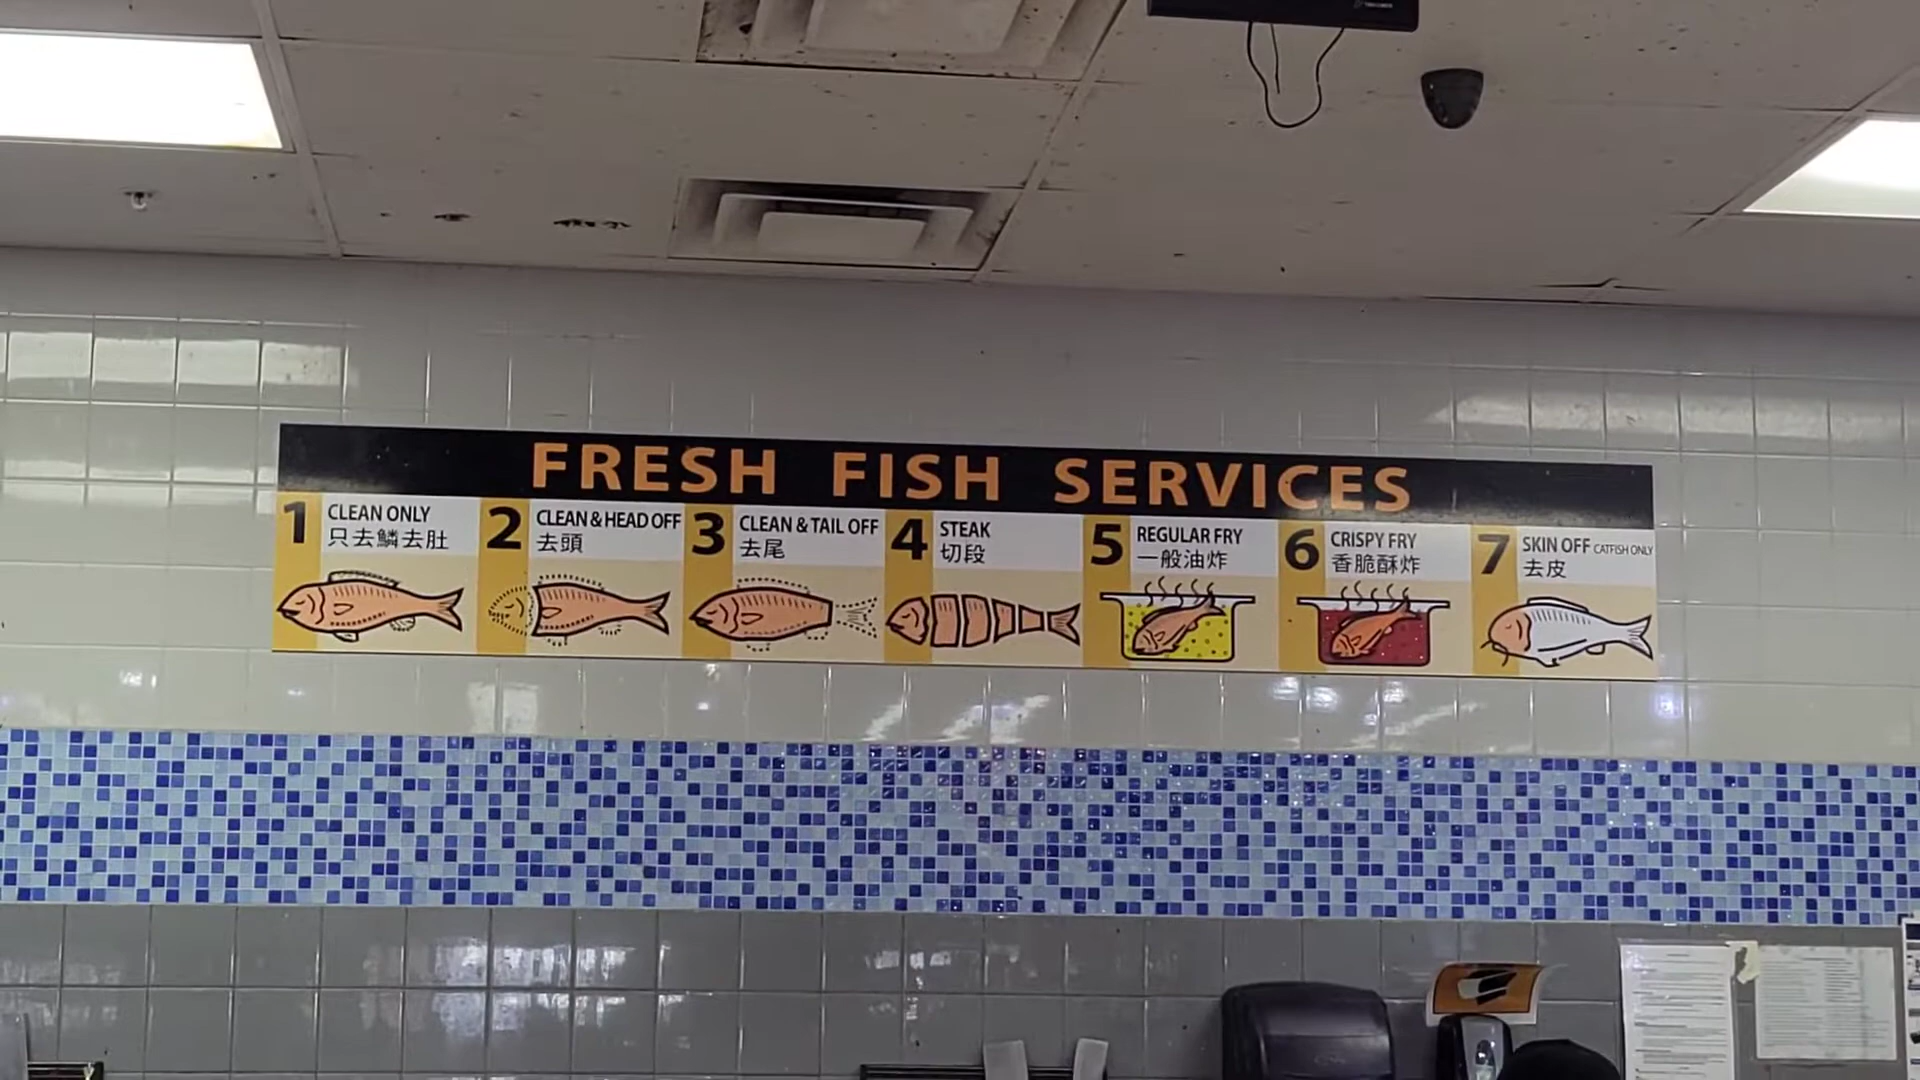 FRESH FISH SERVICES
1 CLEAN ONLY
只去鱗去肚
2 CLEAN & HEAD OFF
去頭
3 CLEAN & TAIL OFF
去尾
4 STEAK
切段
5 REGULAR FRY
一般油炸
6 CRISPY FRY
香脆酥炸
7 SKIN OFF CATFISH ONLY
去皮